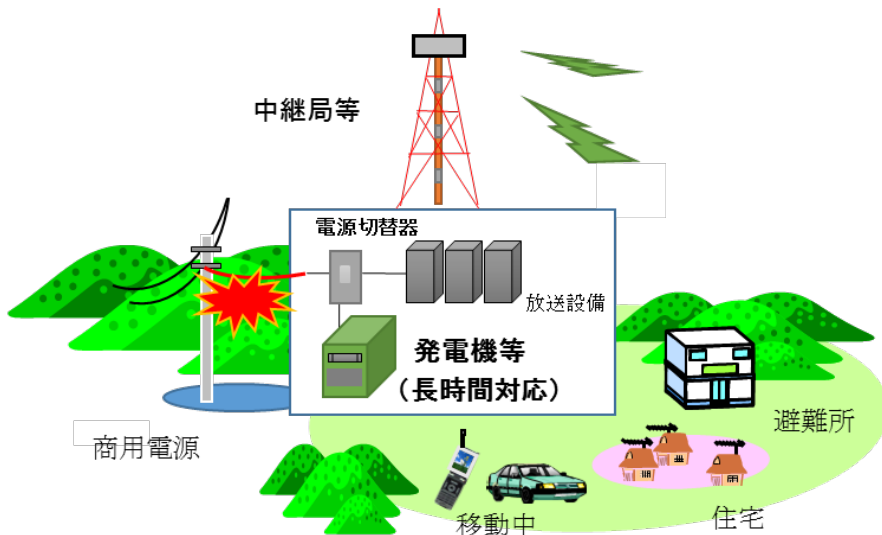 中継局等
電源切替器
放送設備
発電機等
（長時間対応）
商用電源
避難所
移動中
住宅